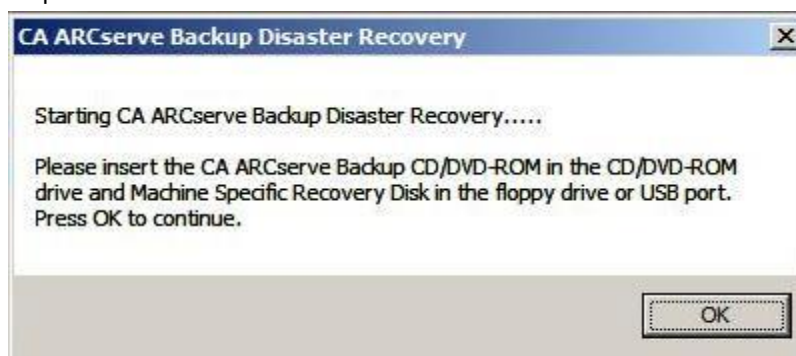 CA ARCserve Backup Disaster Recovery
Starting CA ARCserve Backup Disaster Recovery.....
Please insert the CA ARCserve Backup CD/DVD-ROM in the CD/DVD-ROM
drive and Machine Specific Recovery Disk in the floppy drive or USB port.
Press OK to continue.
OK